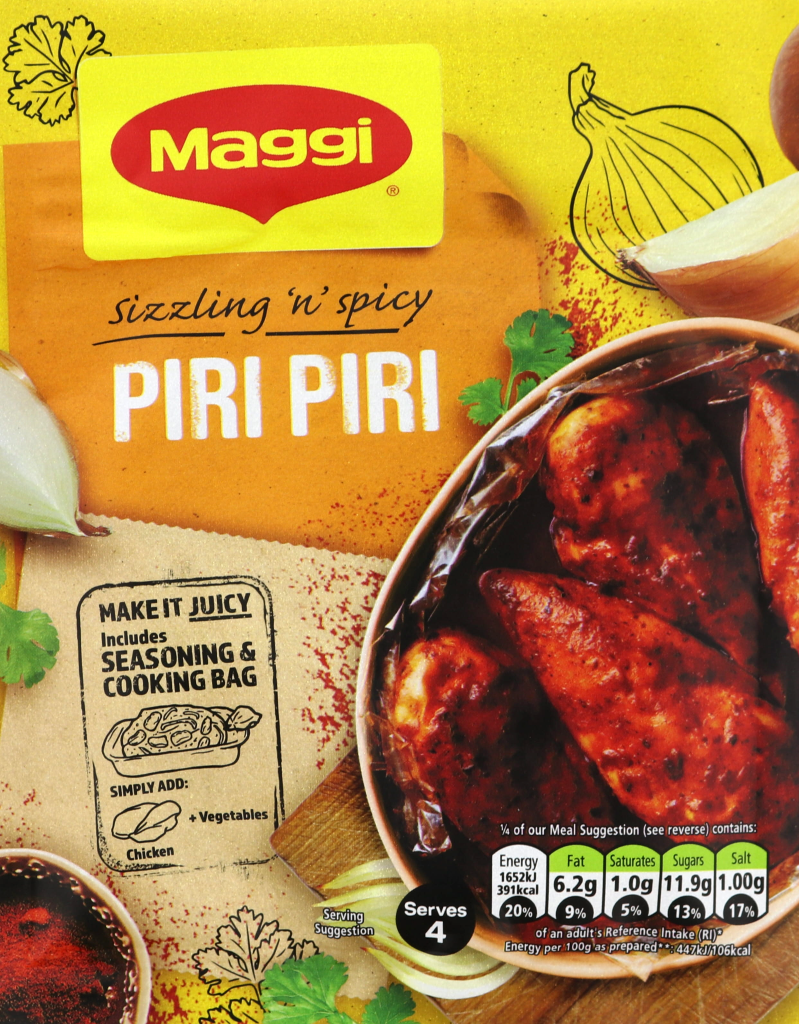 Maggi
®
sizzling 'n' spicy
PIRI PIRI
MAKE IT JUICY
Includes
SEASONING &
COOKING BAG
SIMPLY ADD:
+ Vegetables
Chicken
Serving
Suggestion
Serves
4
¼ of our Meal Suggestion (see reverse) contains:
Energy Fat Saturates Sugars Salt
1652kJ
391kcal 6.2g 1.0g 11.9g 1.00g
20% 9% 5% 13% 17%
of an adult's Reference Intake (RI)*
Energy per 100g as prepared**: 447kJ/106kcal